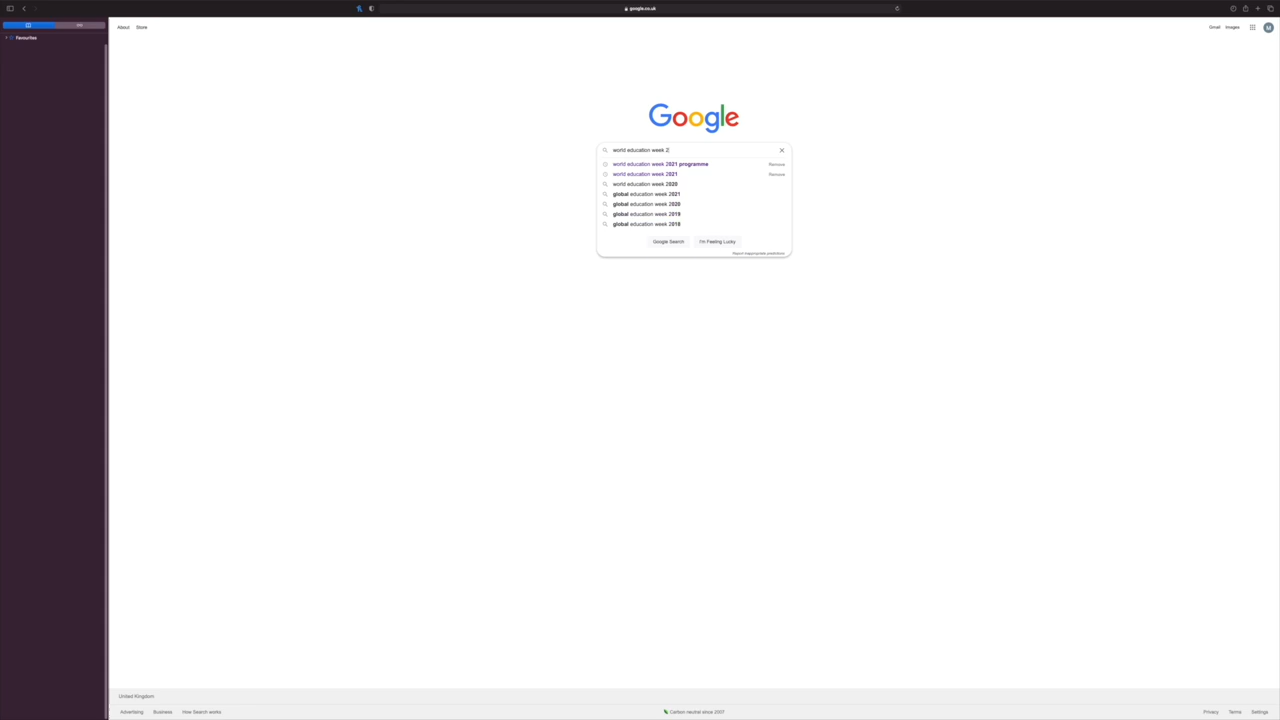 google.co.uk
Favourites
About Store
Gmail Images
M
Google
world education week 2
world education week 2021 programme Remove
world education week 2021 Remove
world education week 2020
global education week 2021
global education week 2020
global education week 2019
global education week 2018
Google Search I'm Feeling Lucky
Report inappropriate predictions
United Kingdom
Advertising Business How Search works Carbon neutral since 2007 Privacy Terms Settings